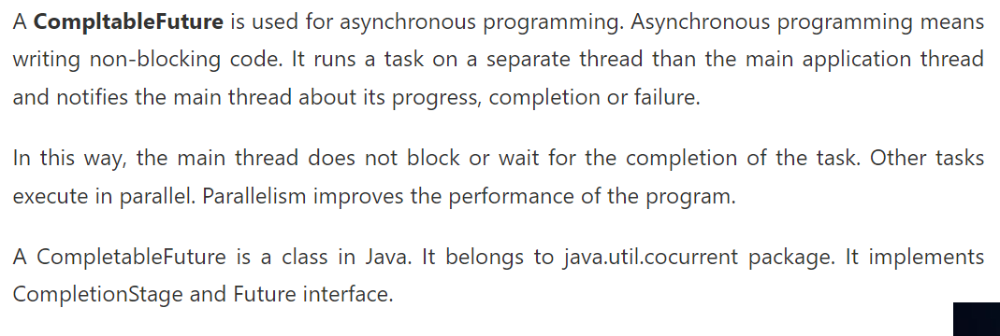 A CompltableFuture is used for asynchronous programming. Asynchronous programming means
writing non-blocking code. It runs a task on a separate thread than the main application thread
and notifies the main thread about its progress, completion or failure.
In this way, the main thread does not block or wait for the completion of the task. Other tasks
execute in parallel. Parallelism improves the performance of the program.
A CompletableFuture is a class in Java. It belongs to java.util.cocurrent package. It implements
CompletionStage and Future interface.